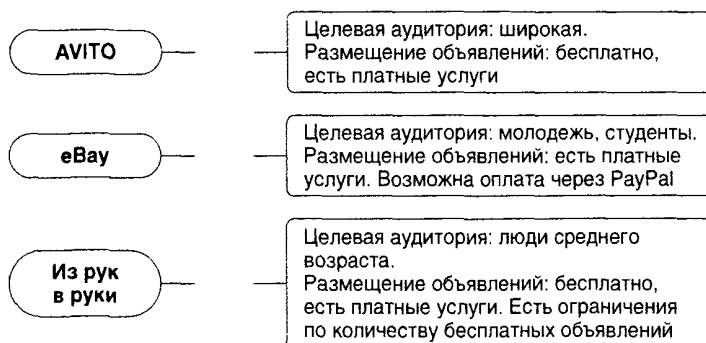 AVITO
Целевая аудитория: широкая.
Размещение объявлений: бесплатно,
есть платные услуги
eBay
Целевая аудитория: молодежь, студенты.
Размещение объявлений: есть платные
услуги. Возможна оплата через PayPal
Из рук
в руки
Целевая аудитория: люди среднего
возраста.
Размещение объявлений: бесплатно,
есть платные услуги. Есть ограничения
по количеству бесплатных объявлений